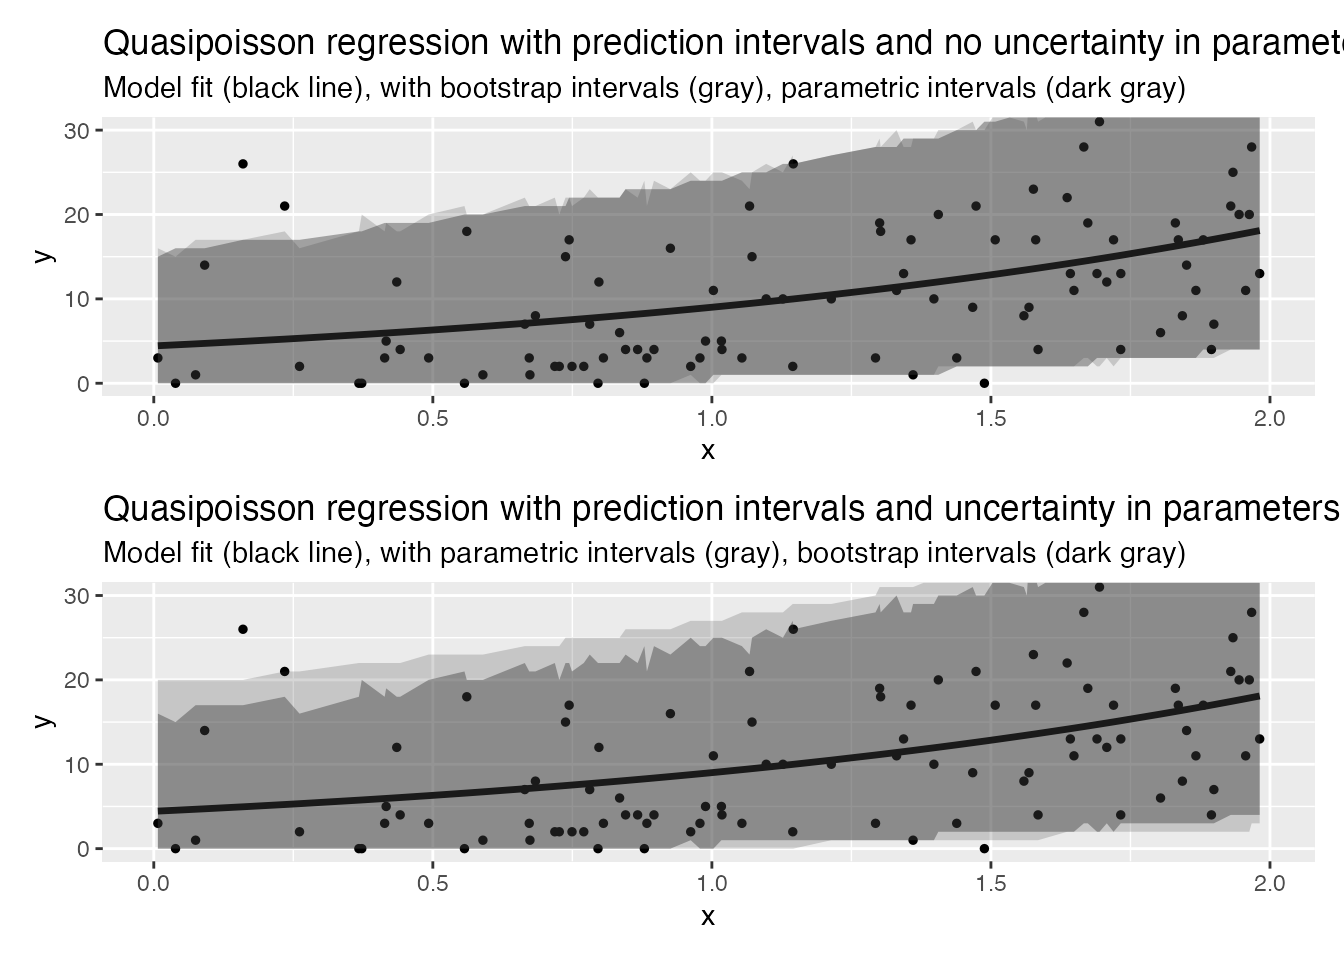 Quasipoisson regression with prediction intervals and no uncertainty in
Model fit (black line), with bootstrap intervals (gray), parametric intervals (dark gray)
30
20
10
0
y
0.0 0.5 1.0 1.5 2.0
x
Quasipoisson regression with prediction intervals and uncertainty in parameters
Model fit (black line), with parametric intervals (gray), bootstrap intervals (dark gray)
30
20
10
0
y
0.0 0.5 1.0 1.5 2.0
x